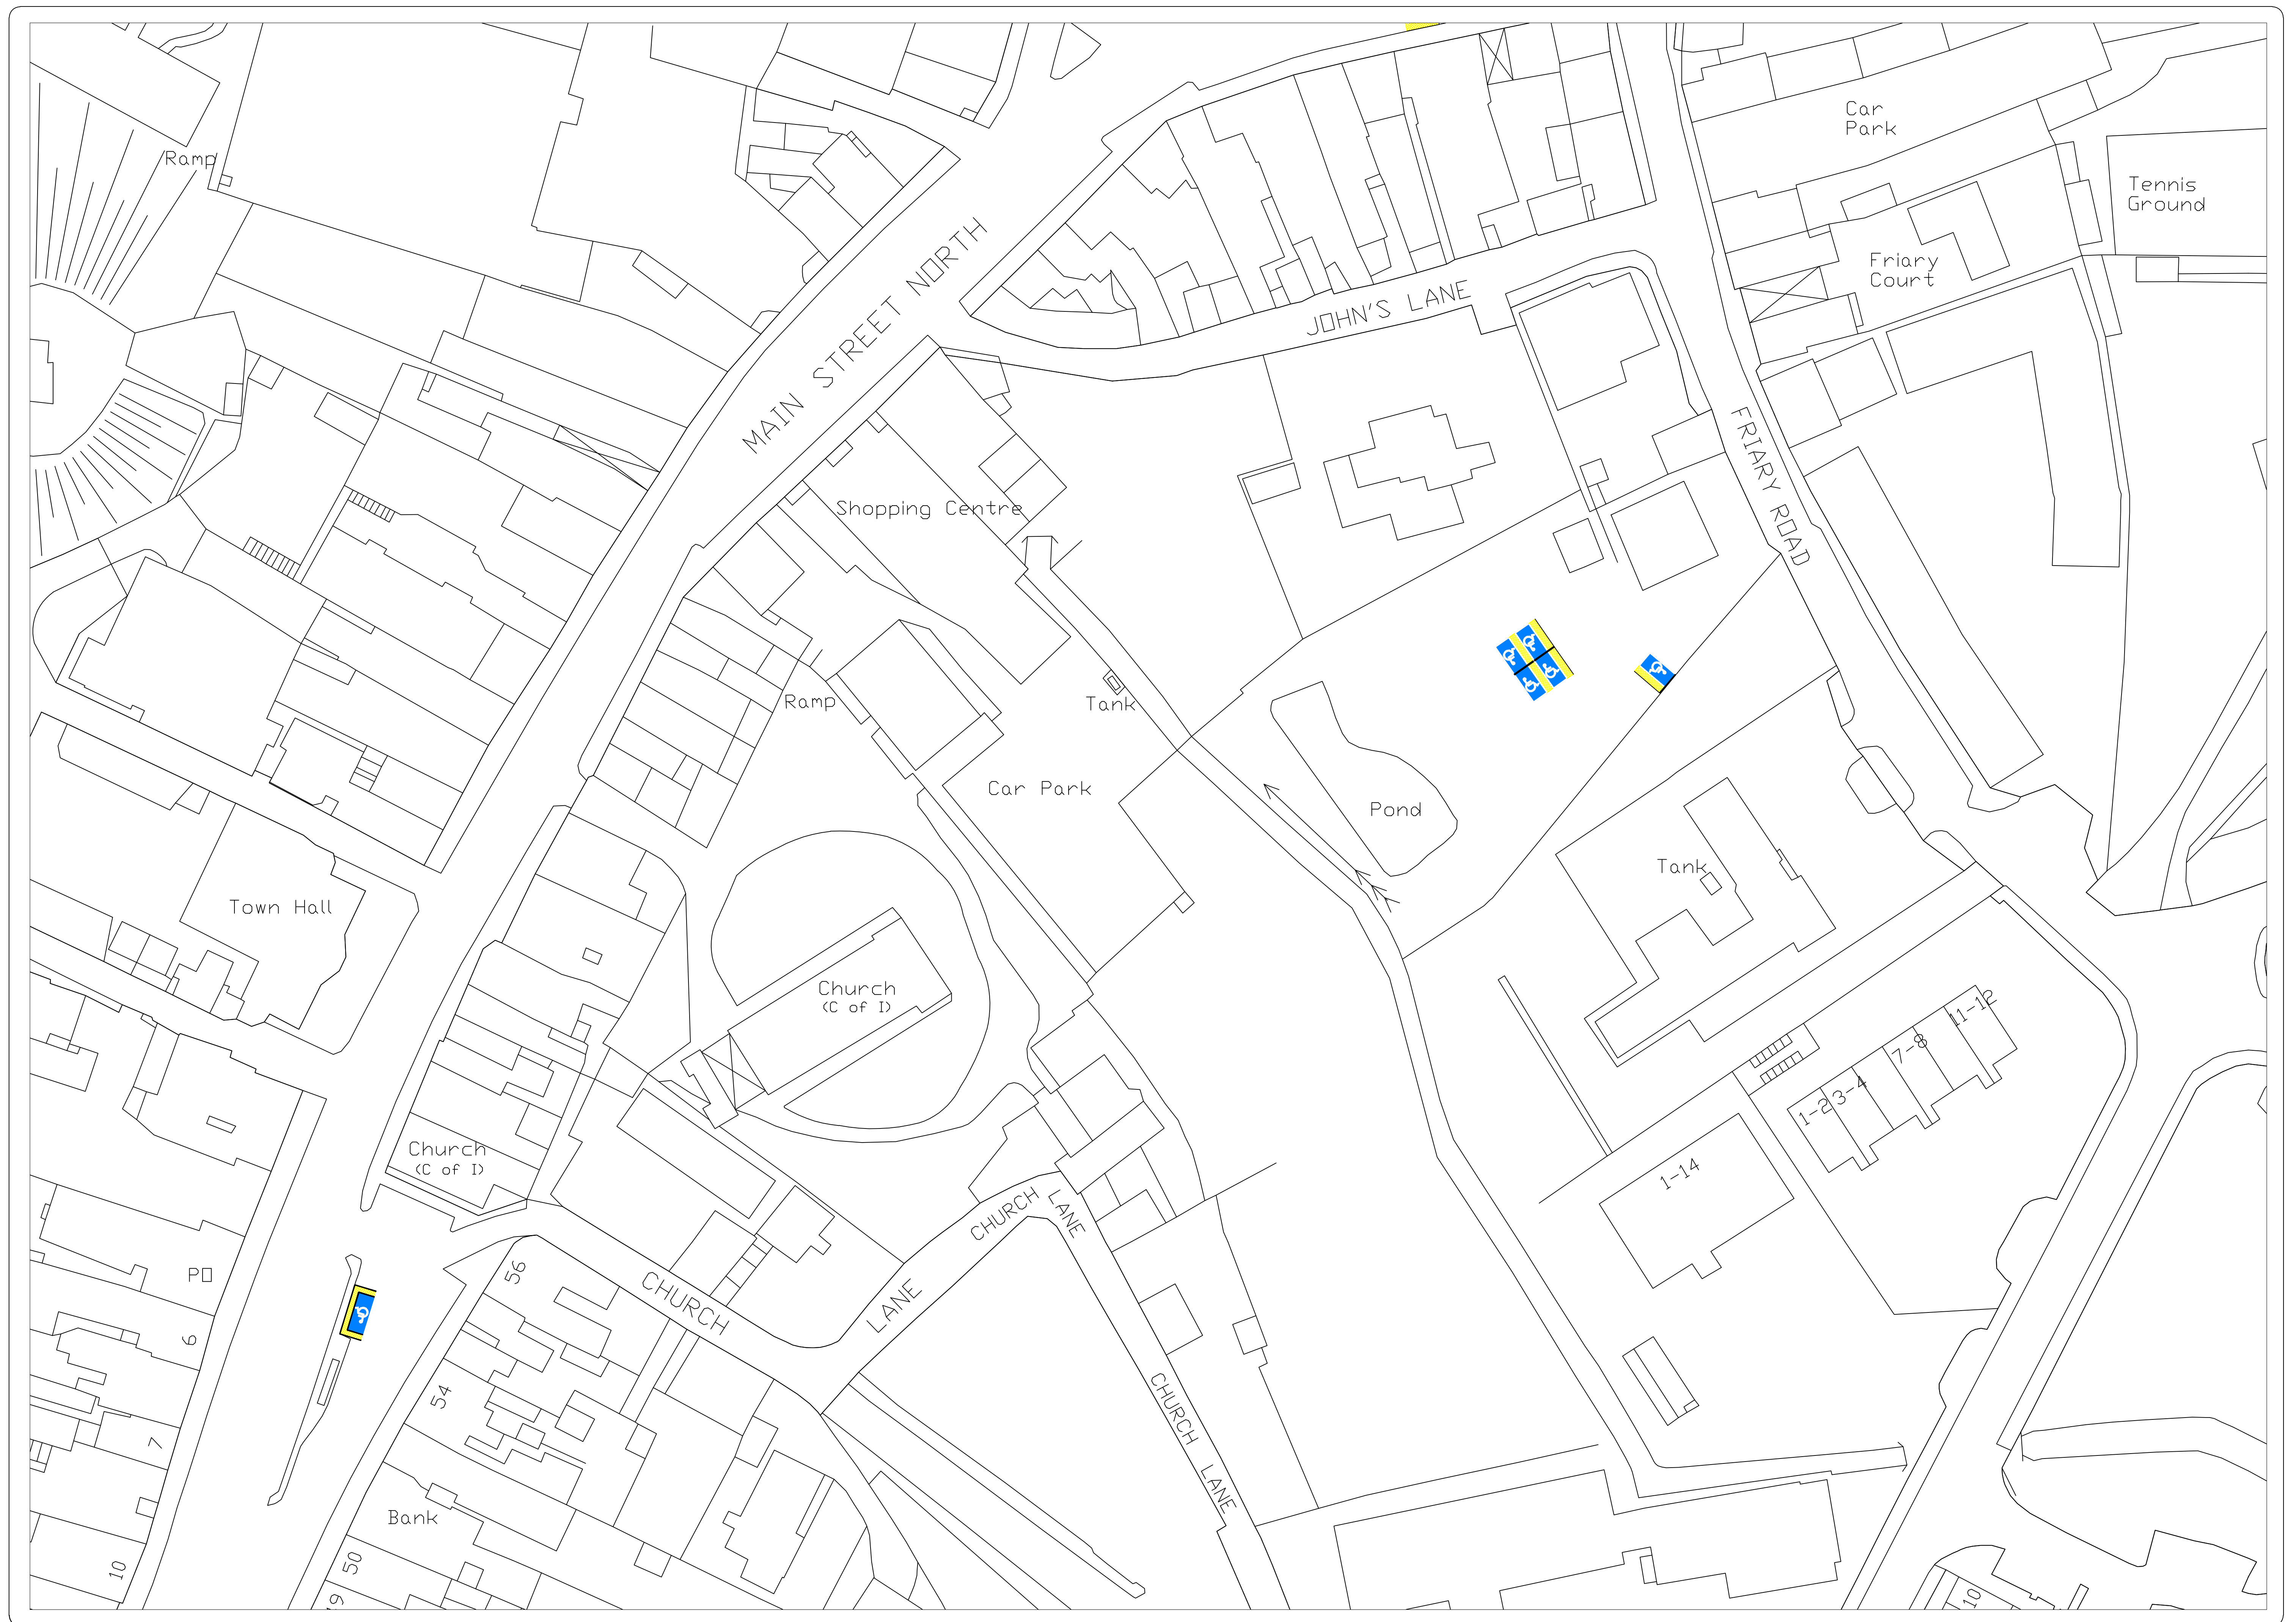 Ramp
Car
Park
Tennis
Ground
Friary
Court
MAIN STREET NORTH
JOHN'S LANE
FRIARY ROAD
Shopping Centre
Ramp
Tank
Car Park
Pond
Tank
Town Hall
Church
(C of I)
11-12
7-8
3-4
1-2
1-14
Church
(C of I)
CHURCH
LANE
CHURCH
LANE
PO
56
6
54
7
CHURCH LANE
Bank
50
10
10